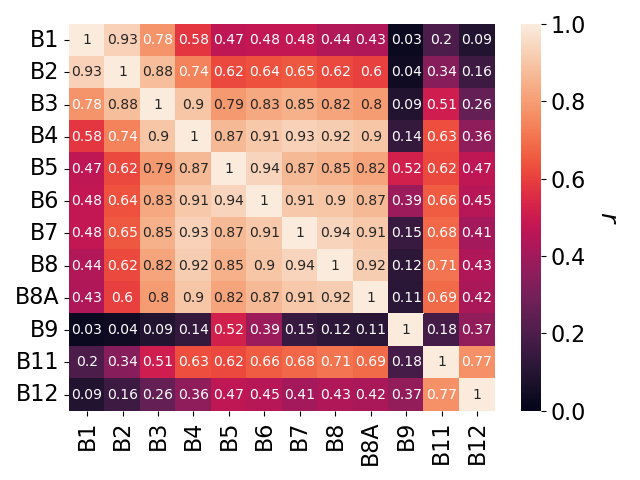 B1 1 0.93 0.78 0.58 0.47 0.48 0.48 0.44 0.43 0.03 0.2 0.09
B2 0.93 1 0.88 0.74 0.62 0.64 0.65 0.62 0.6 0.04 0.34 0.16
B3 0.78 0.88 1 0.9 0.79 0.83 0.85 0.82 0.8 0.09 0.51 0.26
B4 0.58 0.74 0.9 1 0.87 0.91 0.93 0.92 0.9 0.14 0.63 0.36
B5 0.47 0.62 0.79 0.87 1 0.94 0.87 0.85 0.82 0.52 0.62 0.47
B6 0.48 0.64 0.83 0.91 0.94 1 0.91 0.9 0.87 0.39 0.66 0.45
B7 0.48 0.65 0.85 0.93 0.87 0.91 1 0.94 0.91 0.15 0.68 0.41
B8 0.44 0.62 0.82 0.92 0.85 0.9 0.94 1 0.92 0.12 0.71 0.43
B8A 0.43 0.6 0.8 0.9 0.82 0.87 0.91 0.92 1 0.11 0.69 0.42
B9 0.03 0.04 0.09 0.14 0.52 0.39 0.15 0.12 0.11 1 0.18 0.37
B11 0.2 0.34 0.51 0.63 0.62 0.66 0.68 0.71 0.69 0.18 1 0.77
B12 0.09 0.16 0.26 0.36 0.47 0.45 0.41 0.43 0.42 0.37 0.77 1
B1 B2 B3 B4 B5 B6 B7 B8 B8A B9 B11 B12
1.0
0.8
0.6
0.4
0.2
0.0
r